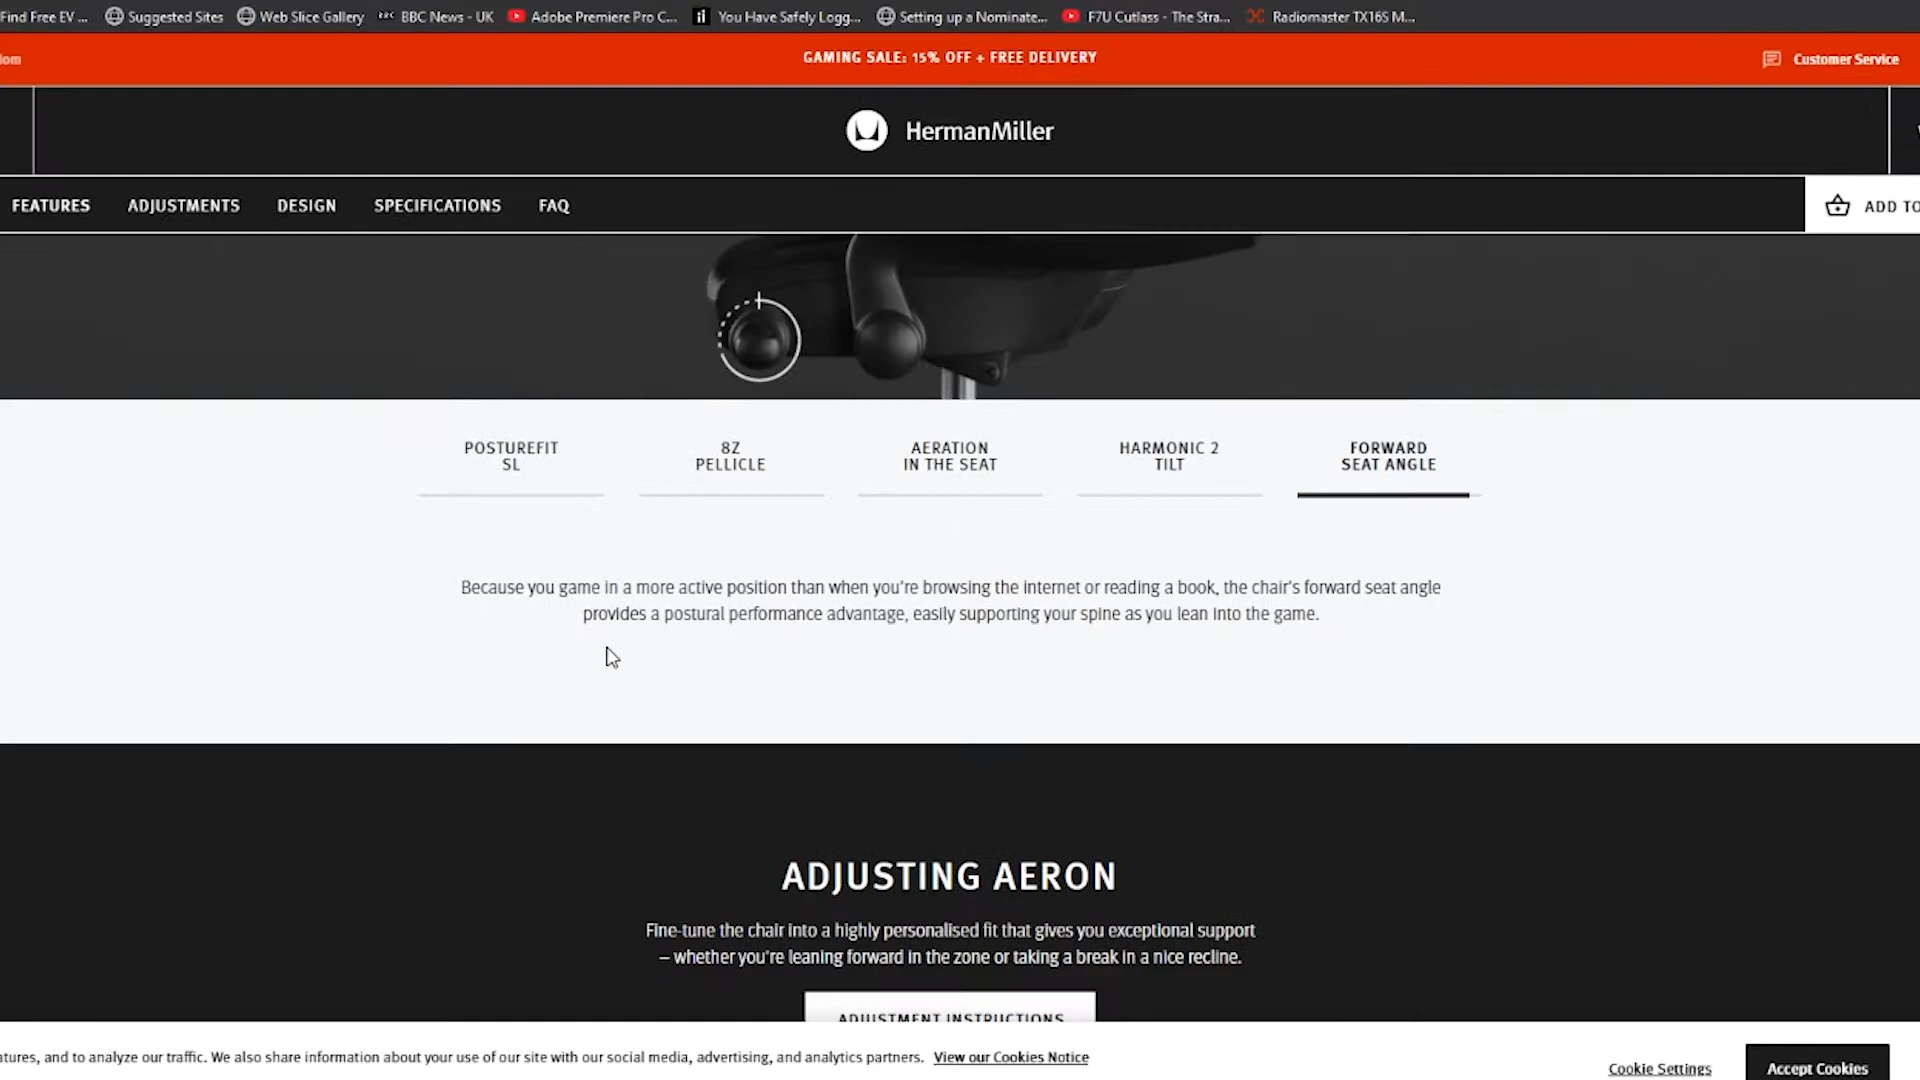 Find Free EV ... Suggested Sites Web Slice Gallery BBC BBC News - UK Adobe Premiere Pro C... You Have Safely Logg... Setting up a Nominate... F7U Cutlass - The Stra... Radiomaster TX16S M...
GAMING SALE: 15% OFF + FREE DELIVERY
Customer Service
HermanMiller
FEATURES ADJUSTMENTS DESIGN SPECIFICATIONS FAQ
ADD TO
POSTUREFIT
SL
8Z
PELLICLE
AERATION
IN THE SEAT
HARMONIC 2
TILT
FORWARD
SEAT ANGLE
Because you game in a more active position than when you're browsing the internet or reading a book, the chair's forward seat angle
provides a postural performance advantage, easily supporting your spine as you lean into the game.
ADJUSTING AERON
Fine-tune the chair into a highly personalised fit that gives you exceptional support
– whether you're leaning forward in the zone or taking a break in a nice recline.
ADJUSTMENT INSTRUCTIONS
atures, and to analyze our traffic. We also share information about your use of our site with our social media, advertising, and analytics partners. View our Cookies Notice
Cookie Settings
Accept Cookies